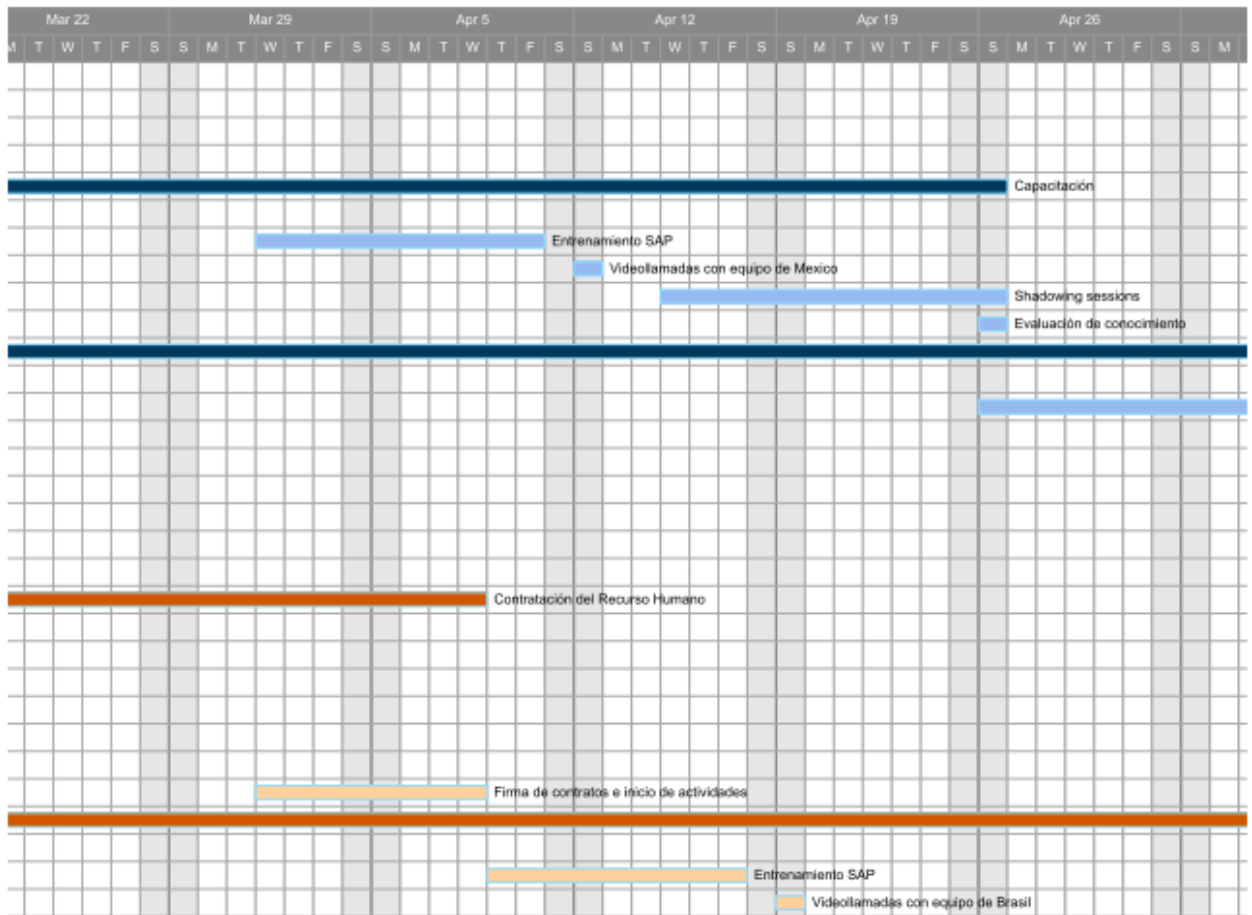 Mar 22 Mar 29 Apr 5 Apr 12 Apr 19 Apr 26
M T W T F S S M T W T F S S M T W T F S S M T W T F S S M T W T F S S M T W T F S S M
Capacitación
Entrenamiento SAP
Videollamadas con equipo de Mexico
Shadowing sessions
Evaluación de conocimiento
Contratación del Recurso Humano
Firma de contratos e inicio de actividades
Entrenamiento SAP
Videollamadas con equipo de Brasil